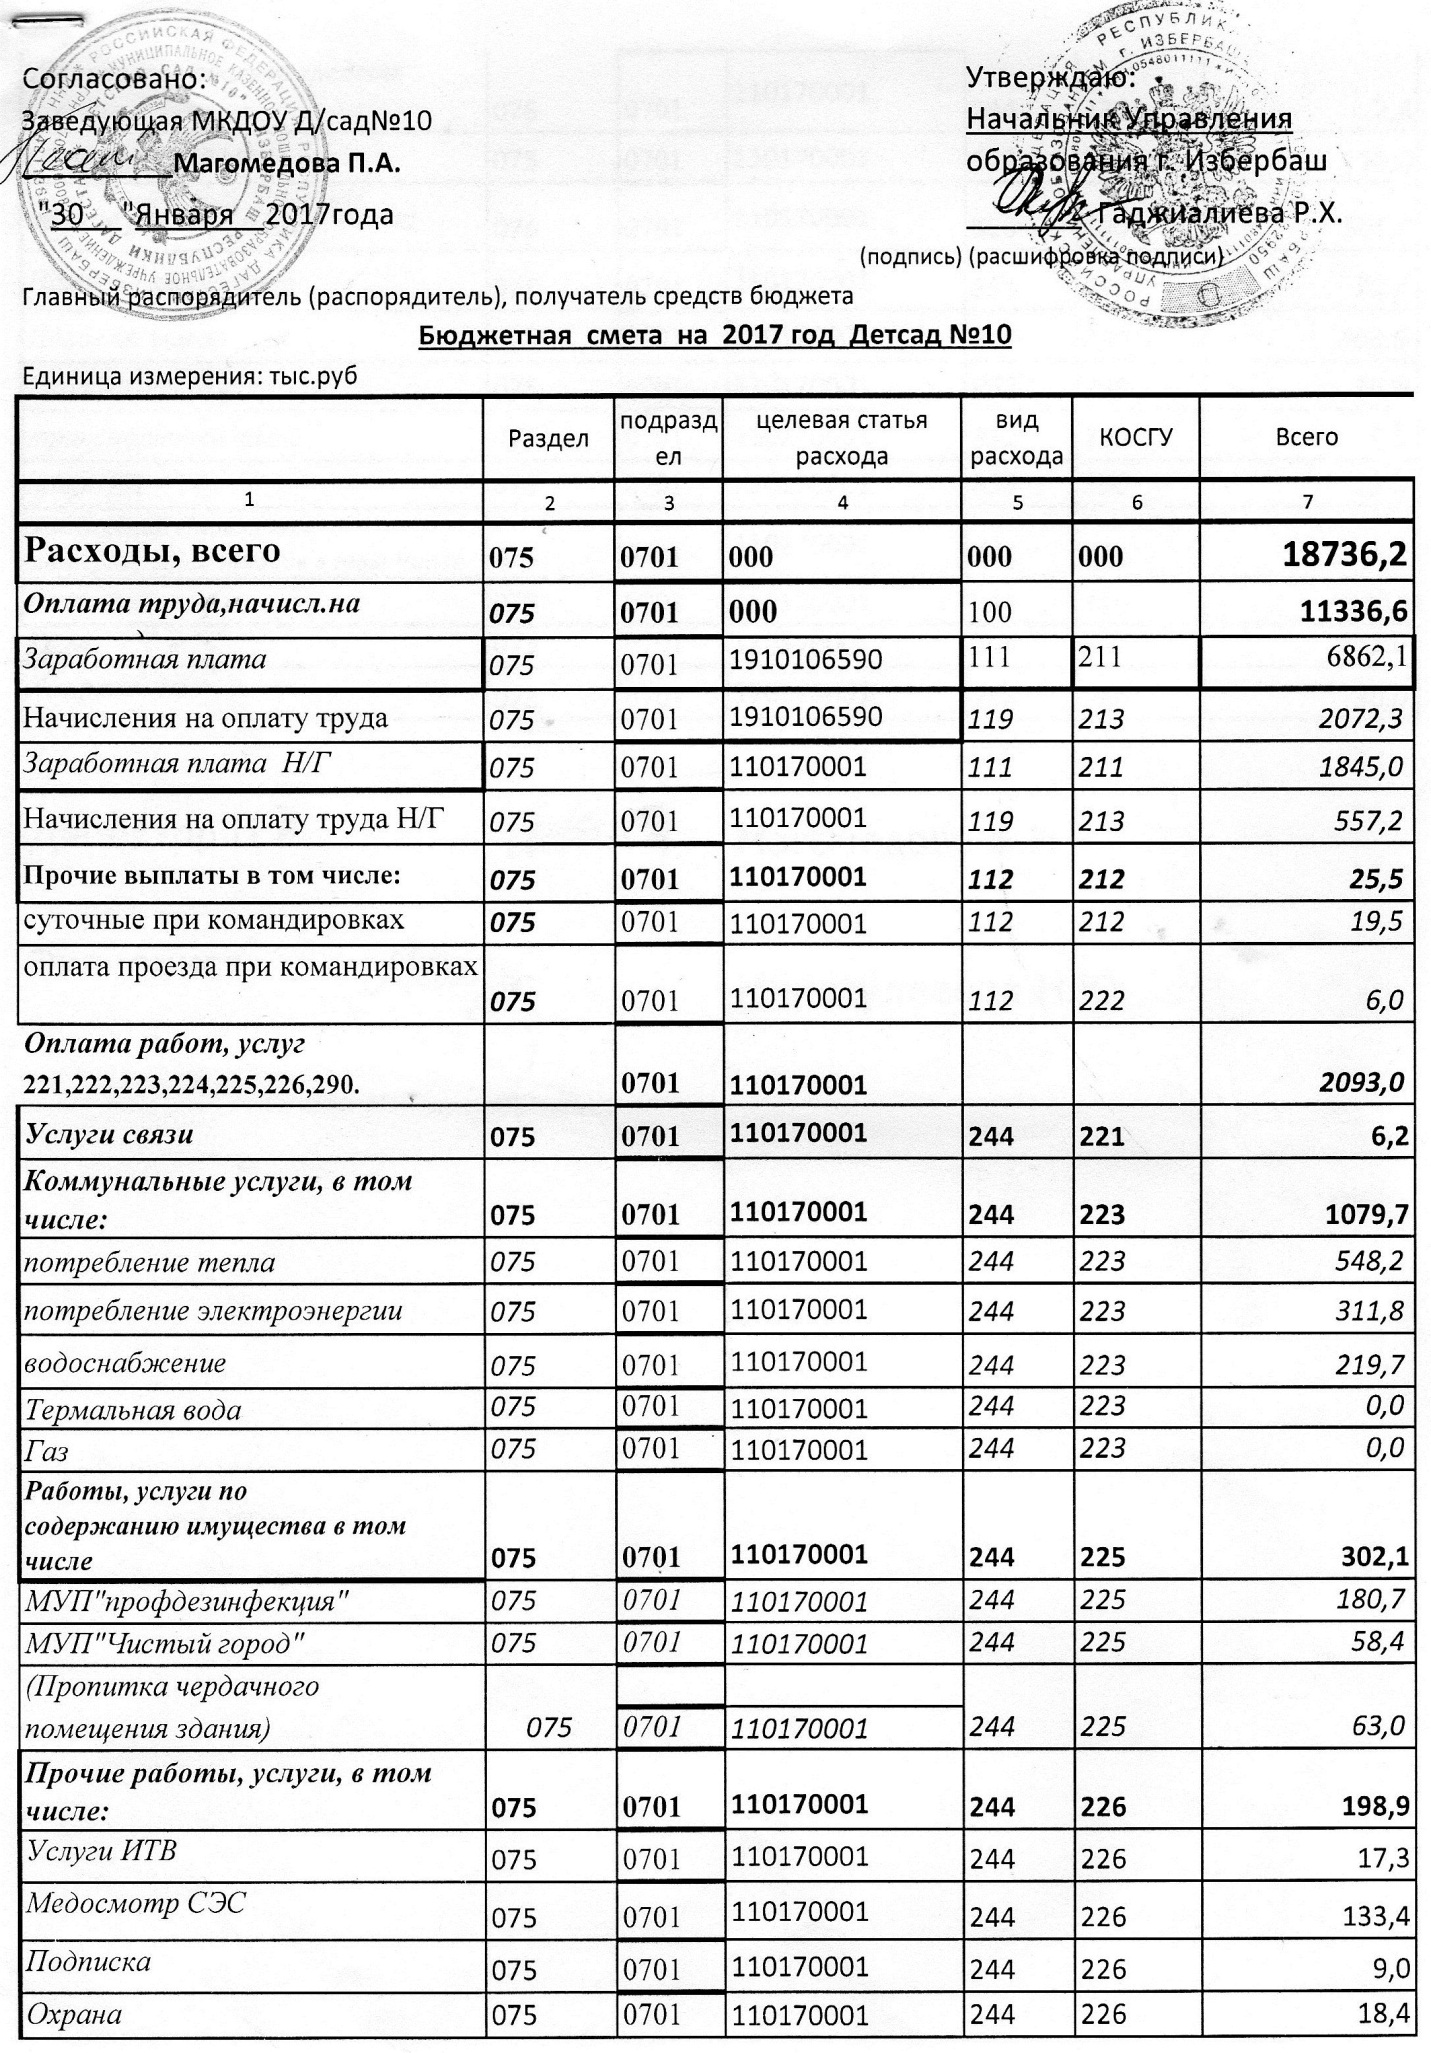 Согласовано:
Заведующая МКДОУ Д/сад№10
Магомедова П.А.
"30 "Января 2017года
Утверждаю:
Начальник Управления
образования г. Избербаш
Гаджиалиева Р.Х.
(подпись) (расшифровка подписи)
Главный распорядитель (распорядитель), получатель средств бюджета
Бюджетная смета на 2017 год Детсад №10
Единица измерения: тыс.руб
Раздел подразд ел целевая статья расхода вид расхода КОСГУ Всего
1 2 3 4 5 6 7
Расходы, всего 075 0701 000 000 000 18736,2
Оплата труда,начисл.на 075 0701 000 100 11336,6
Заработная плата 075 0701 1910106590 111 211 6862,1
Начисления на оплату труда 075 0701 1910106590 119 213 2072,3
Заработная плата Н/Г 075 0701 110170001 111 211 1845,0
Начисления на оплату труда Н/Г 075 0701 110170001 119 213 557,2
Прочие выплаты в том числе: 075 0701 110170001 112 212 25,5
суточные при командировках 075 0701 110170001 112 212 19,5
оплата проезда при командировках 075 0701 110170001 112 222 6,0
Оплата работ, услуг
221,222,223,224,225,226,290. 0701 110170001 2093,0
Услуги связи 075 0701 110170001 244 221 6,2
Коммунальные услуги, в том
числе: 075 0701 110170001 244 223 1079,7
потребление тепла 075 0701 110170001 244 223 548,2
потребление электроэнергии 075 0701 110170001 244 223 311,8
водоснабжение 075 0701 110170001 244 223 219,7
Термальная вода 075 0701 110170001 244 223 0,0
Газ 075 0701 110170001 244 223 0,0
Работы, услуги по
содержанию имущества в том
числе 075 0701 110170001 244 225 302,1
МУП"профдезинфекция" 075 0701 110170001 244 225 180,7
МУП"Чистый город" 075 0701 110170001 244 225 58,4
(Пропитка чердачного
помещения здания) 075 0701 110170001 244 225 63,0
Прочие работы, услуги, в том
числе: 075 0701 110170001 244 226 198,9
Услуги ИТВ 075 0701 110170001 244 226 17,3
Медосмотр СЭС 075 0701 110170001 244 226 133,4
Подписка 075 0701 110170001 244 226 9,0
Охрана 075 0701 110170001 244 226 18,4